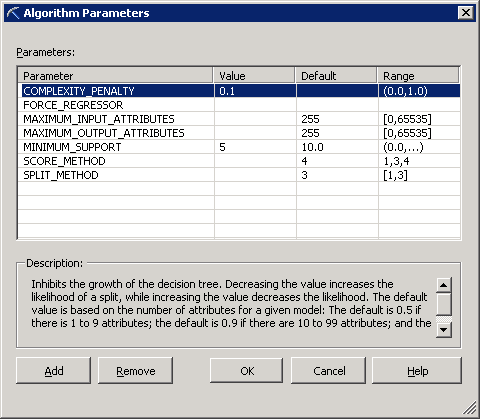 Algorithm Parameters
Parameters:
Parameter Value Default Range
COMPLEXITY_PENALTY 0.1 (0.0,1.0)
FORCE_REGRESSOR
MAXIMUM_INPUT_ATTRIBUTES 255 [0,65535]
MAXIMUM_OUTPUT_ATTRIBUTES 255 [0,65535]
MINIMUM_SUPPORT 5 10.0 (0.0,...)
SCORE_METHOD 4 1,3,4
SPLIT_METHOD 3 [1,3]
Description:
Inhibits the growth of the decision tree. Decreasing the value increases the
likelihood of a split, while increasing the value decreases the likelihood. The default
value is based on the number of attributes for a given model: The default is 0.5 if
there is 1 to 9 attributes; the default is 0.9 if there are 10 to 99 attributes; and the
Add Remove OK Cancel Help